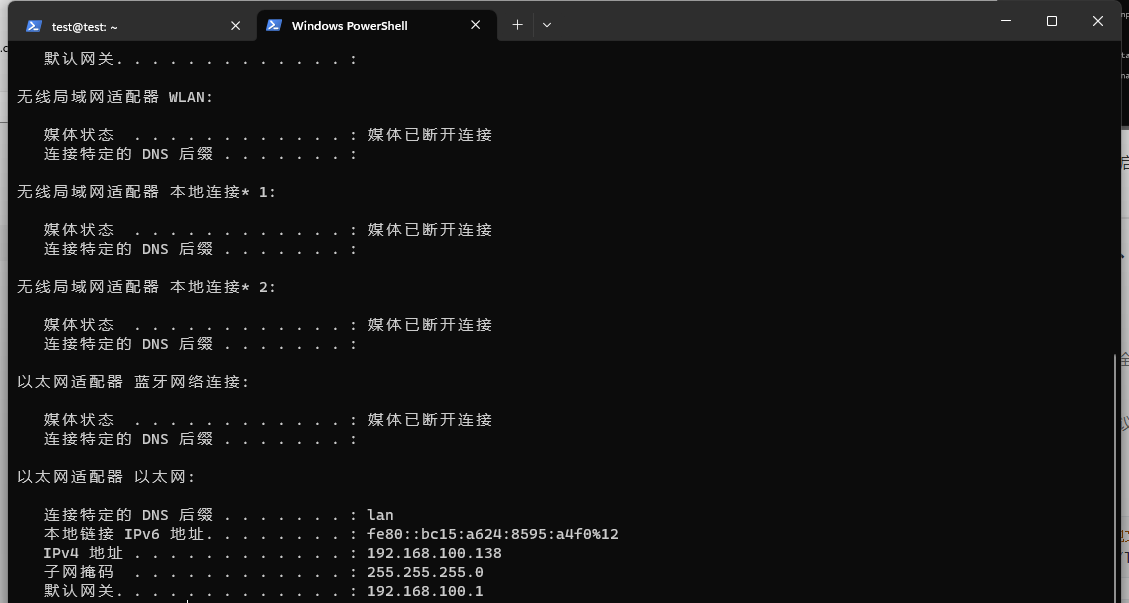 test@test: ~
Windows PowerShell
默认网关. . . . . . . . . . . . . :
无线局域网适配器 WLAN:
媒体状态  . . . . . . . . . . . . : 媒体已断开连接
连接特定的 DNS 后缀 . . . . . . . :
无线局域网适配器 本地连接* 1:
媒体状态  . . . . . . . . . . . . : 媒体已断开连接
连接特定的 DNS 后缀 . . . . . . . :
无线局域网适配器 本地连接* 2:
媒体状态  . . . . . . . . . . . . : 媒体已断开连接
连接特定的 DNS 后缀 . . . . . . . :
以太网适配器 蓝牙网络连接:
媒体状态  . . . . . . . . . . . . : 媒体已断开连接
连接特定的 DNS 后缀 . . . . . . . :
以太网适配器 以太网:
连接特定的 DNS 后缀 . . . . . . . : lan
本地链接 IPv6 地址. . . . . . . . : fe80::bc15:a624:8595:a4f0%12
IPv4 地址 . . . . . . . . . . . . : 192.168.100.138
子网掩码  . . . . . . . . . . . . : 255.255.255.0
默认网关. . . . . . . . . . . . . : 192.168.100.1